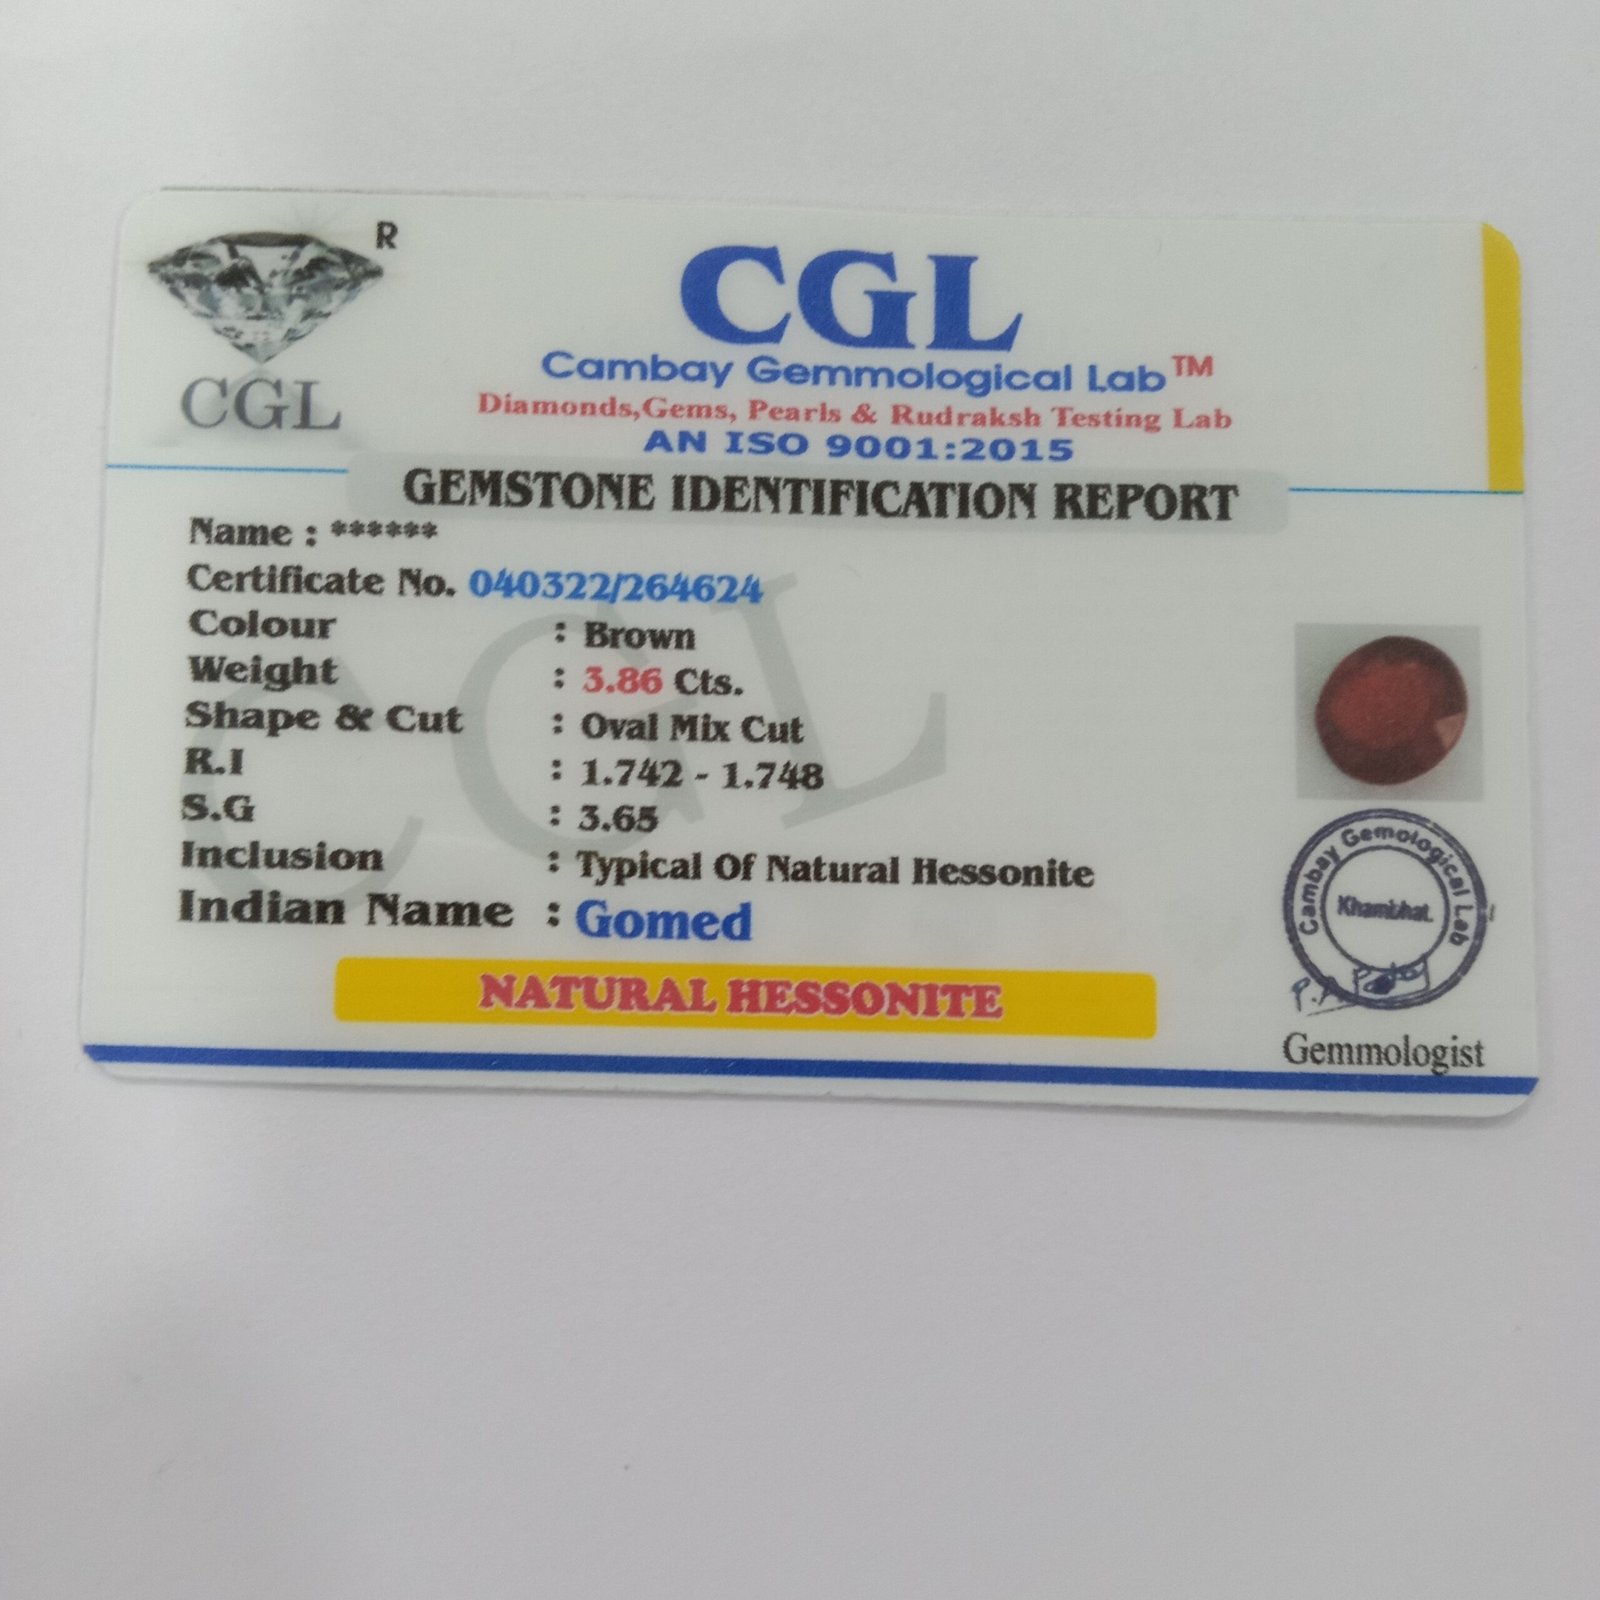 R
CGL
CGL
Cambay Gemmological Lab™
Diamonds,Gems, Pearls & Rudraksh Testing Lab
AN ISO 9001:2015
GEMSTONE IDENTIFICATION REPORT
Name : ******
Certificate No. 040322/264624
Colour : Brown
Weight : 3.86 Cts.
Shape & Cut : Oval Mix Cut
R.I : 1.742 - 1.748
S.G : 3.65
Inclusion : Typical Of Natural Hessonite
Indian Name : Gomed
NATURAL HESSONITE
CGL
Cambay Gemological Lab
Khambhat.
Gemmologist